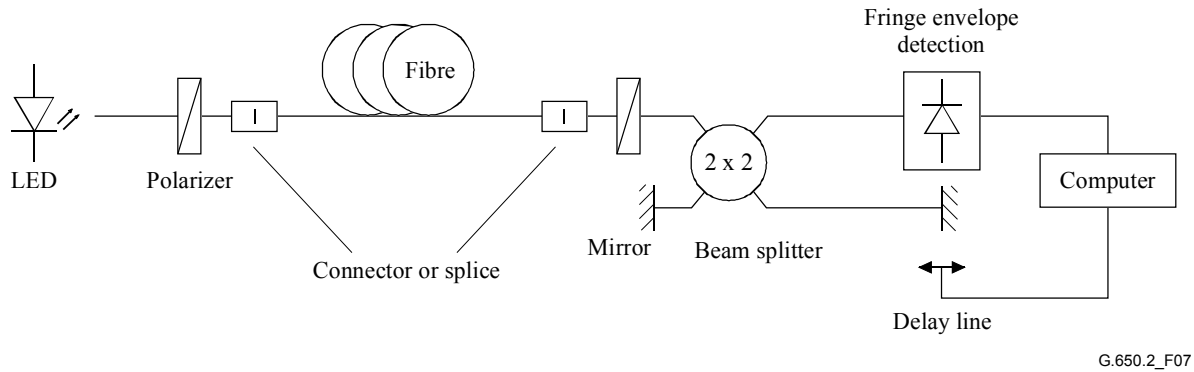 Fringe envelope
detection
Fibre
LED
Polarizer
2 x 2
Computer
Mirror
Beam splitter
Connector or splice
Delay line
G.650.2_F07